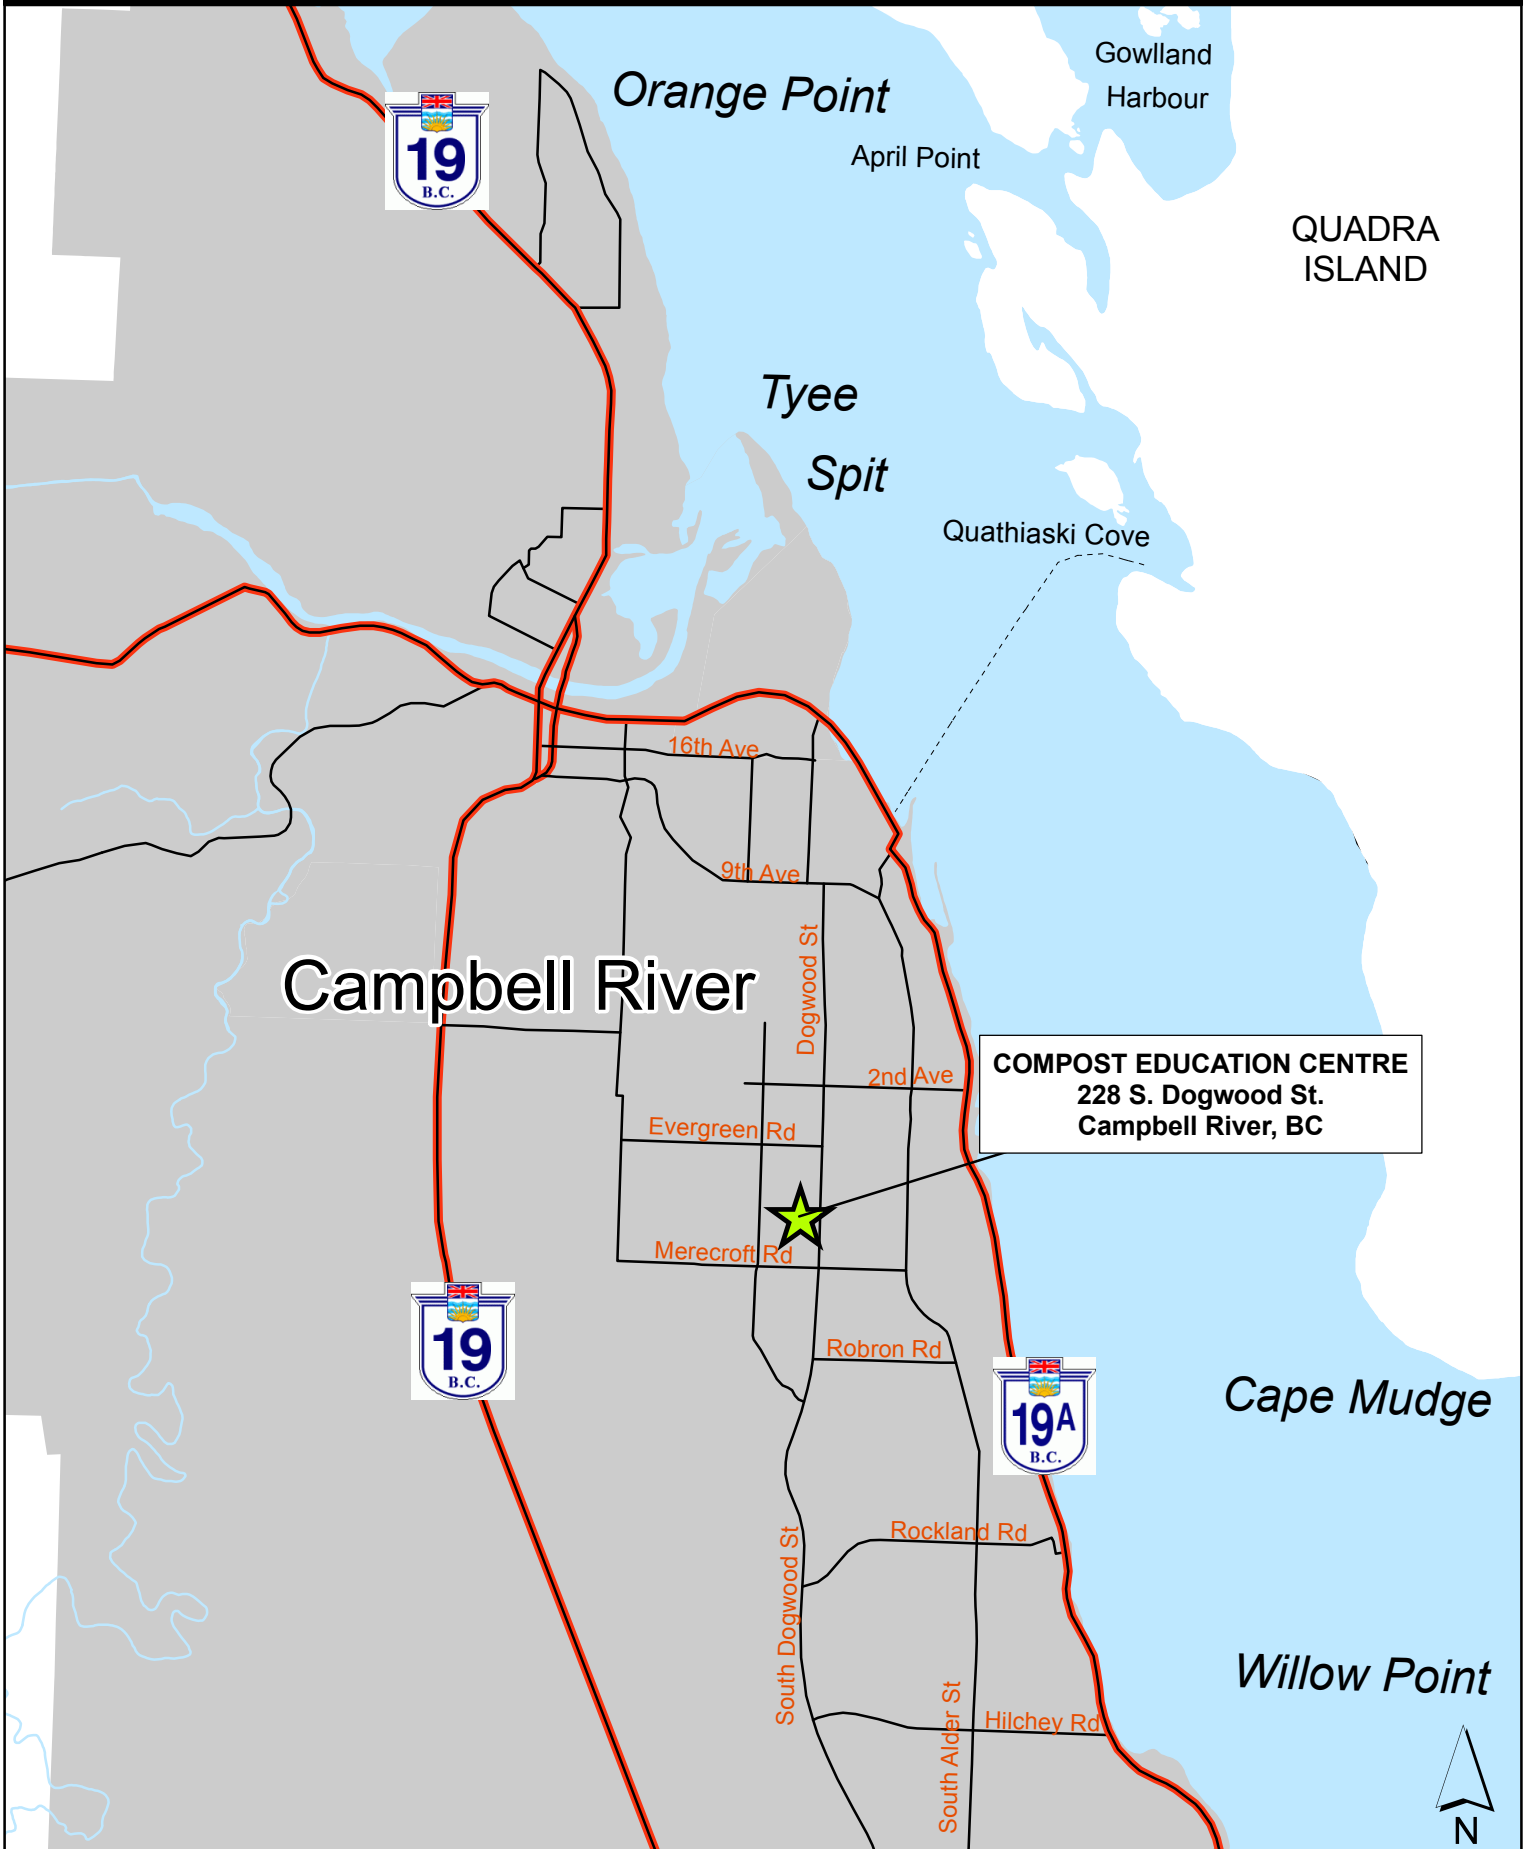 Orange Point
Gowlland
Harbour
April Point
19
B.C.
QUADRA
ISLAND
Tyee
Spit
Quathiaski Cove
16th Ave
9th Ave
Dogwood St
Campbell River
2nd Ave
COMPOST EDUCATION CENTRE
228 S. Dogwood St.
Campbell River, BC
Evergreen Rd
Merecroft Rd
19
B.C.
Robron Rd
19A
B.C.
Cape Mudge
Rockland Rd
South Dogwood St
Willow Point
South Alder St
Hilchey Rd
N